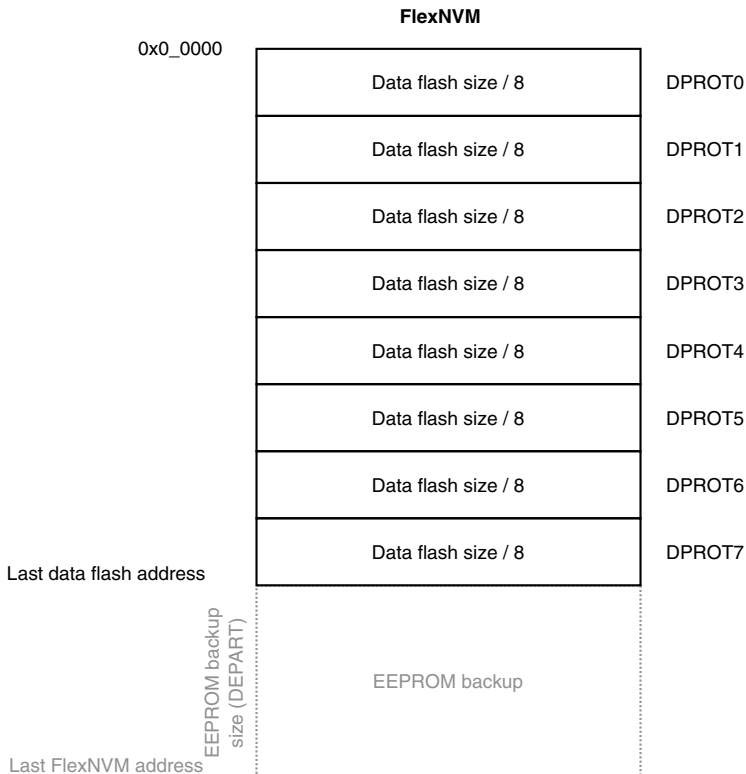 FlexNVM
0x0_0000
Data flash size / 8 DPROT0
Data flash size / 8 DPROT1
Data flash size / 8 DPROT2
Data flash size / 8 DPROT3
Data flash size / 8 DPROT4
Data flash size / 8 DPROT5
Data flash size / 8 DPROT6
Data flash size / 8 DPROT7
Last data flash address
EEPROM backup
size (DEPART)
EEPROM backup
Last FlexNVM address